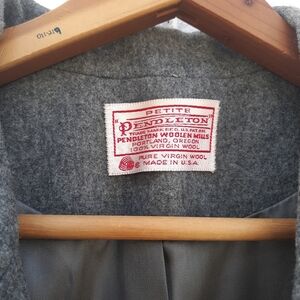 PETITE
"PENDLETON"
TRADE MARK REG. U.S. PAT. OFF.
PENDLETON WOOLEN MILLS
PORTLAND, OREGON
100% VIRGIN WOOL
PURE VIRGIN WOOL
MADE IN U.S.A.